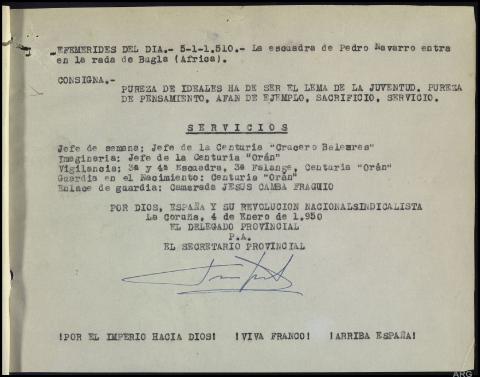 EFEMERIDES DEL DIA.- 5-1-1.510.- La escuadra de Pedro Navarro entra
en la rada de Bugla (Africa).
CONSIGNA.-
PUREZA DE IDEALES HA DE SER EL LEMA DE LA JUVENTUD. PUREZA
DE PENSAMIENTO, AFAN DE EJEMPLO, SACRIFICIO, SERVICIO.
S E R V I C I O S
Jefe de semana; Jefe de la Centuria "Crucero Baleares"
Imaginaria: Jefe de la Centuria "Orán"
Vigilancia; 3ª y 4ª Escuadra, 3ª Falange, Centuria "Orán"
Guardia en el Nacimiento; Centuria "Orán"
Enlace de guardia; Camarada JESÚS CAMBA FRAGUIO
POR DIOS, ESPAÑA Y SU REVOLUCION NACIONALSINDICALISTA
La Coruña, 4 de Enero de 1.950
EL DELEGADO PROVINCIAL
P.A.
EL SECRETARIO PROVINCIAL
!POR EL IMPERIO HACIA DIOS! !VIVA FRANCO! !ARRIBA ESPAÑA!
ARG